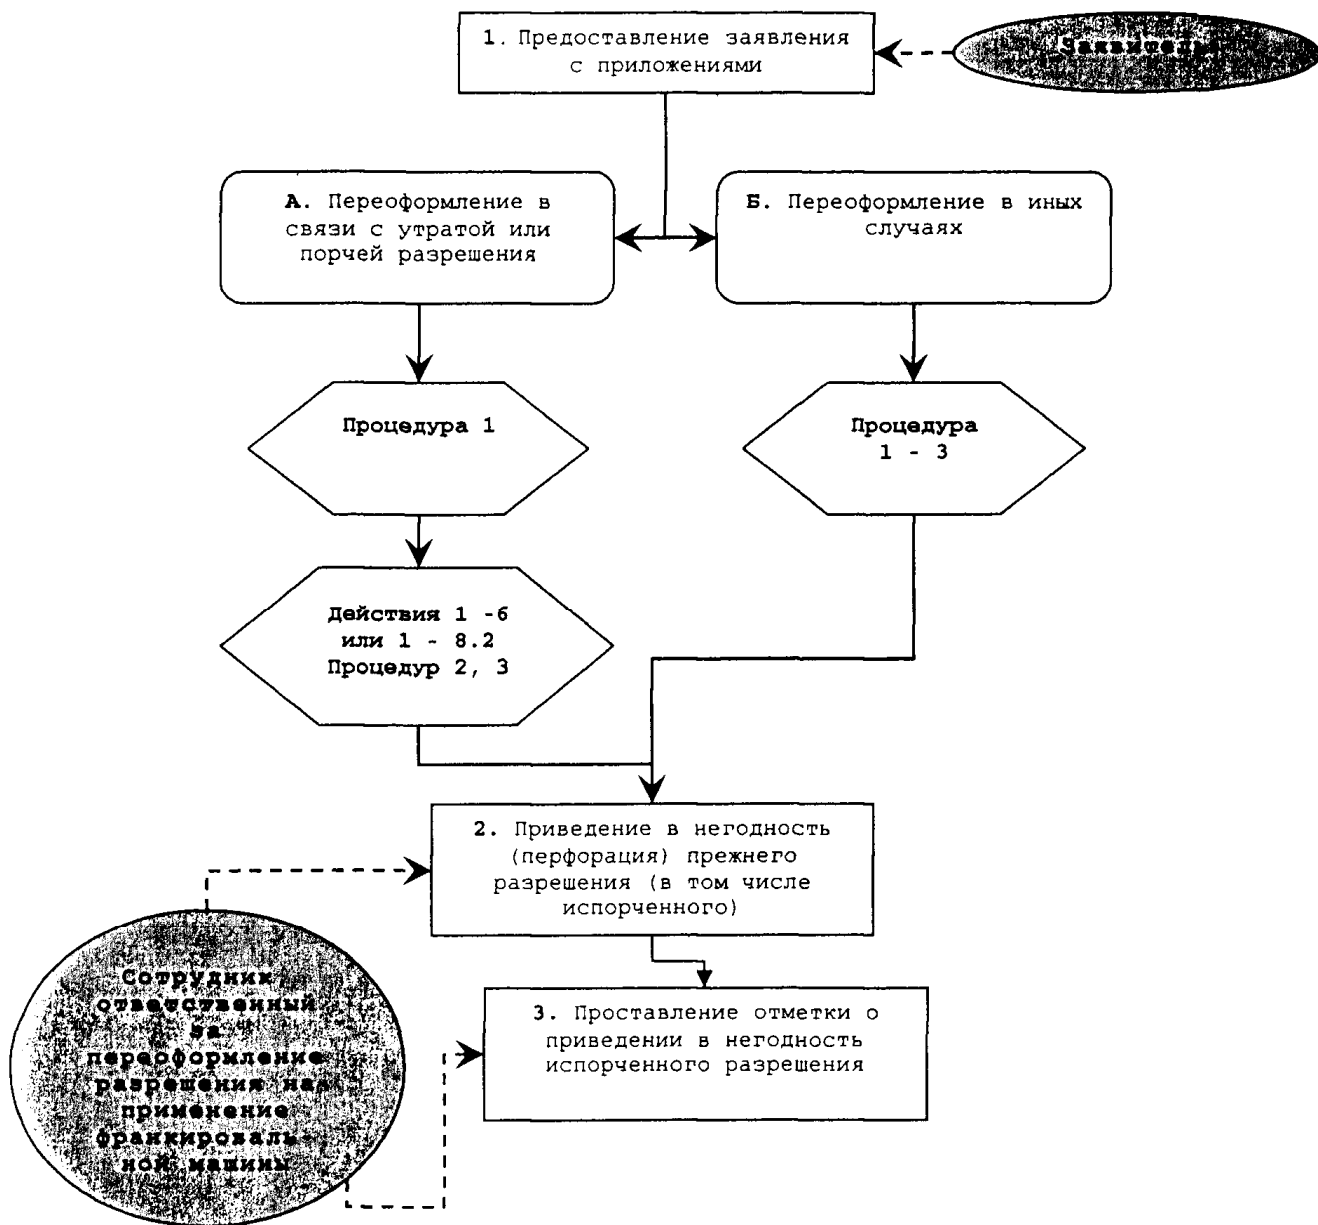 1. Предоставление заявления
с приложениями
Заявитель
А. Переоформление в
связи с утратой или
порчей разрешения
Б. Переоформление в иных
случаях
Процедура 1
Процедура
1 - 3
Действия 1 -6
или 1 - 8.2
Процедур 2, 3
2. Приведение в негодность
(перфорация) прежнего
разрешения (в том числе
испорченного)
Сотрудник
ответственный
за
переоформление
разрешения на
применение
франкироваль-
ной машины
3. Проставление отметки о
приведении в негодность
испорченного разрешения